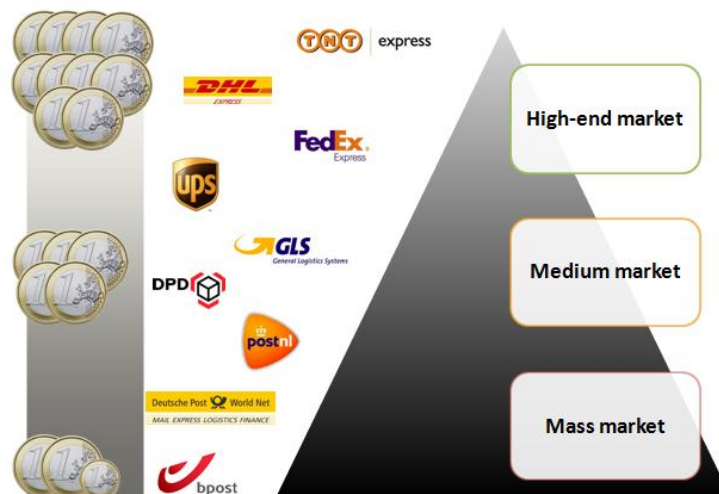 TNT express
DHL
EXPRESS
High-end market
FedEx.
Express
ups
GLS
General Logistics Systems
Medium market
DPD
postnl
Deutsche Post World Net
MAIL EXPRESS LOGISTICS FINANCE
Mass market
bpost